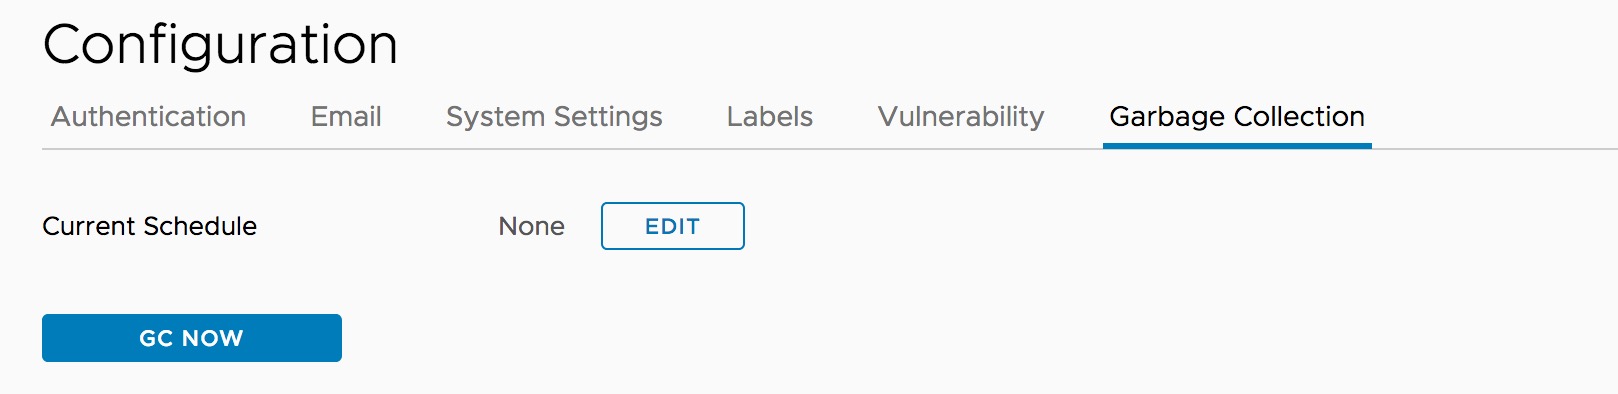 Configuration
Authentication Email System Settings Labels Vulnerability Garbage Collection
Current Schedule None EDIT
GC NOW